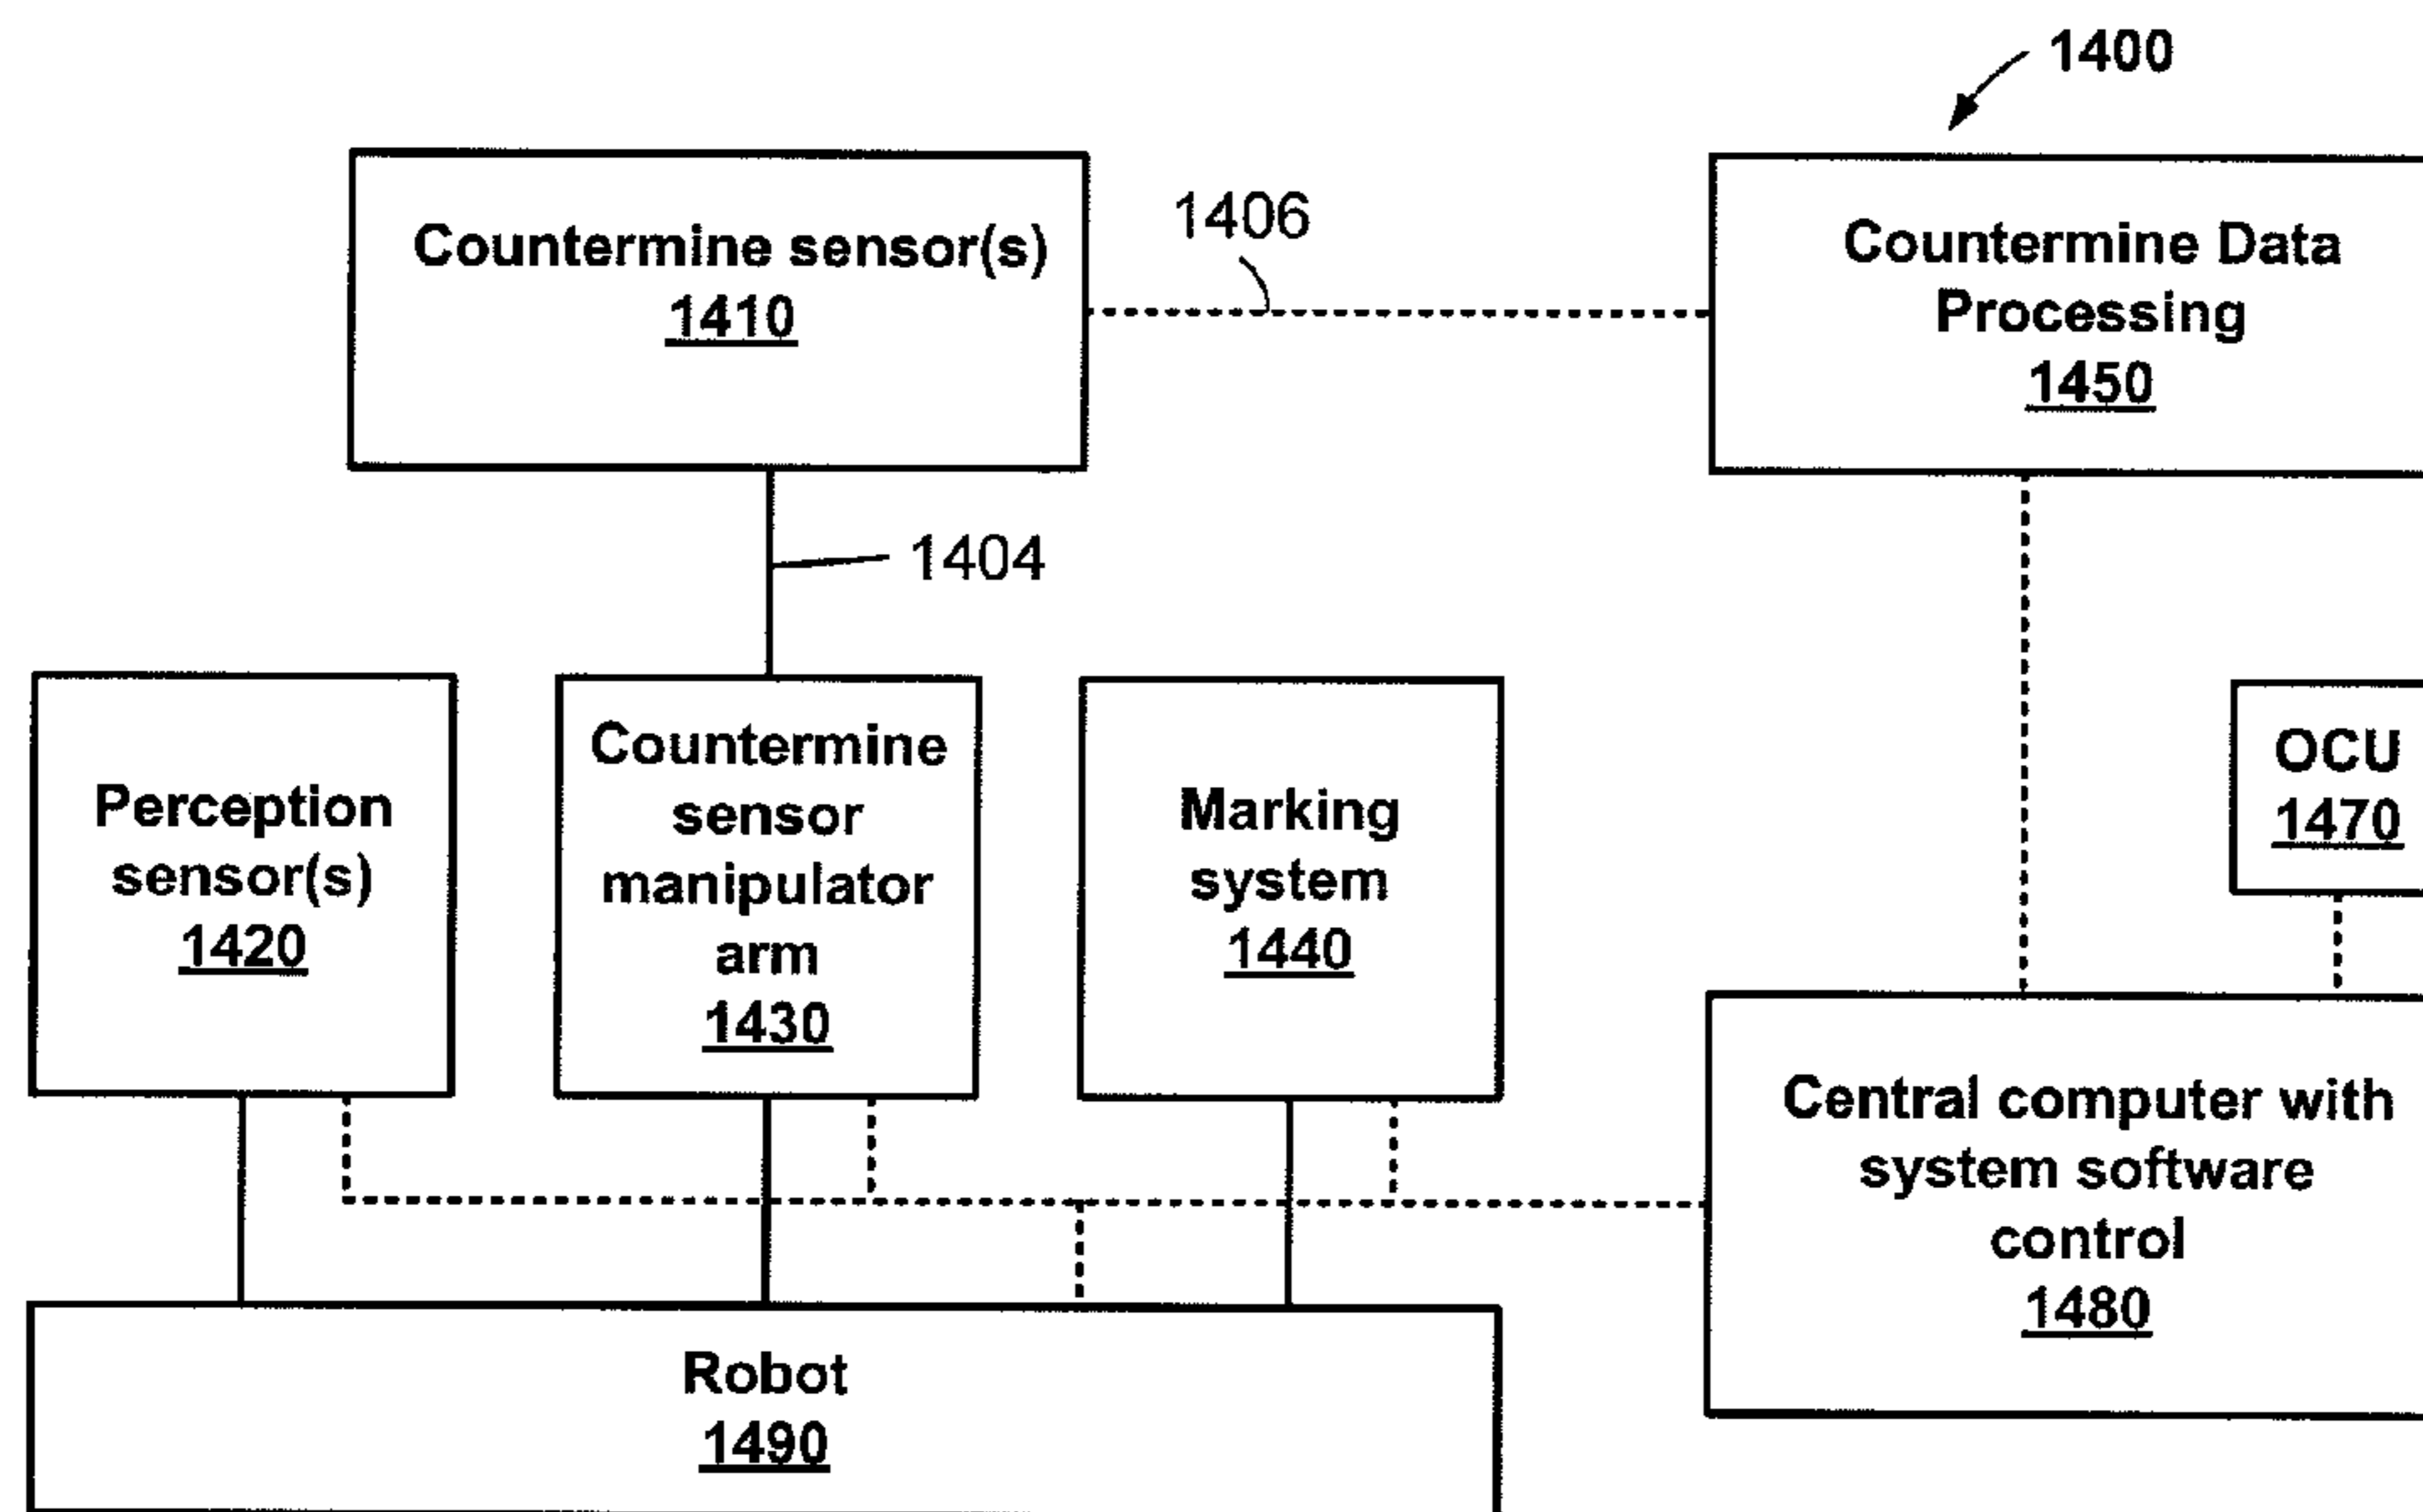 1400
Countermine sensor(s)
1410
1406
Countermine Data
Processing
1450
1404
Perception
sensor(s)
1420
Countermine
sensor
manipulator
arm
1430
Marking
system
1440
OCU
1470
Central computer with
system software
control
1480
Robot
1490